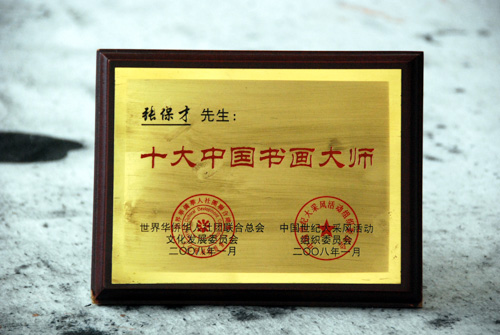 张保才 先生:
十大中国书画大师
世界华侨华人社团联合总会
文化发展委员会
二〇〇八年一月
中国世纪大采风活动
组织委员会
二〇〇八年一月